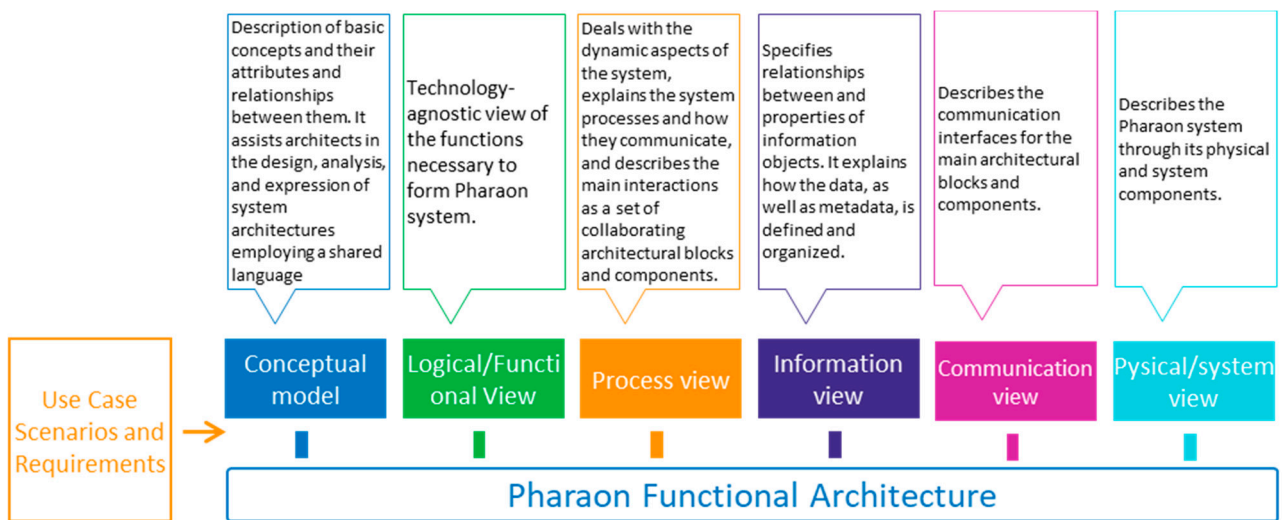 Description of basic
concepts and their
attributes and
relationships
between them. It
assists architects in
the design, analysis,
and expression of
system
architectures
employing a shared
language
Technology-
agnostic view of
the functions
necessary to
form Pharaon
system.
Deals with the
dynamic aspects of
the system,
explains the system
processes and how
they communicate,
and describes the
main interactions
as a set of
collaborating
architectural blocks
and components.
Specifies
relationships
between and
properties of
information
objects. It explains
how the data, as
well as metadata, is
defined and
organized.
Describes the
communication
interfaces for the
main architectural
blocks and
components.
Describes the
Pharaon system
through its physical
and system
components.
Use Case
Scenarios and
Requirements
Conceptual
model
Logical/Functi
onal View
Process view
Information
view
Communication
view
Pysical/system
view
Pharaon Functional Architecture